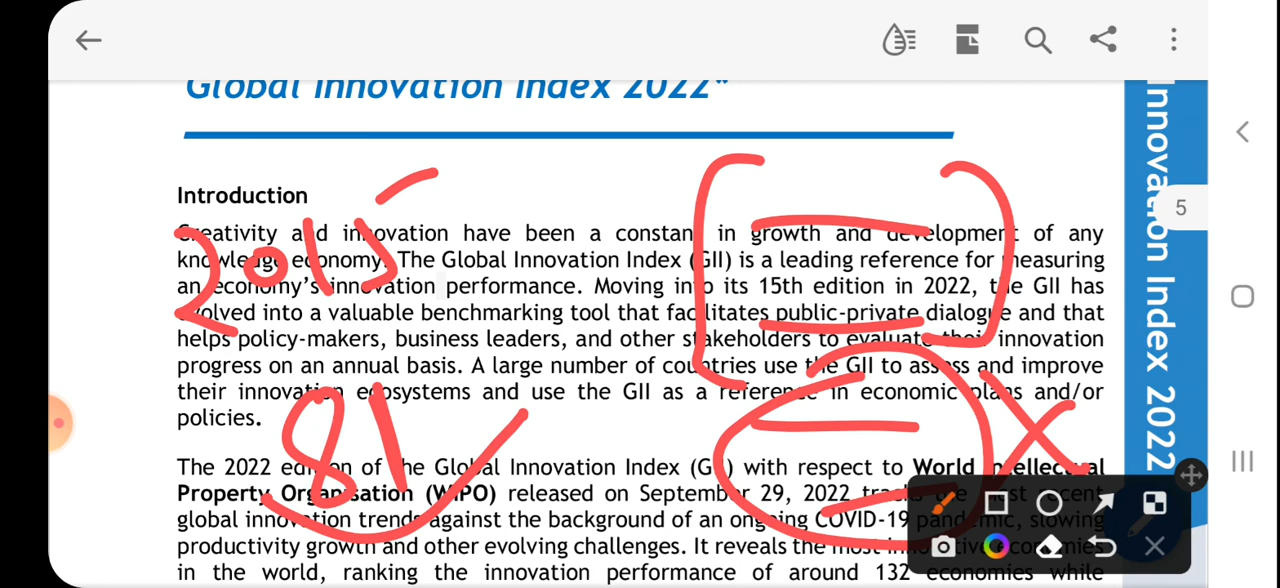 Global Innovation Index 2022*
Introduction
Creativity and innovation have been a constant in growth and development of any
knowledge economy. The Global Innovation Index (GII) is a leading reference for measuring
an economy's innovation performance. Moving into its 15th edition in 2022, the GII has
evolved into a valuable benchmarking tool that facilitates public-private dialogue and that
helps policy-makers, business leaders, and other stakeholders to evaluate their innovation
progress on an annual basis. A large number of countries use the GII to assess and improve
their innovation ecosystems and use the GII as a reference in economic plans and/or
policies.
The 2022 edition of the Global Innovation Index (GII) with respect to World Intellectual
Property Organisation (WIPO) released on September 29, 2022 tracks the most recent
global innovation trends against the background of an ongoing COVID-19 pandemic, slowing
productivity growth and other evolving challenges. It reveals the most innovative economies
in the world, ranking the innovation performance of around 132 economies while
2015
81
Innovation Index 2022
5